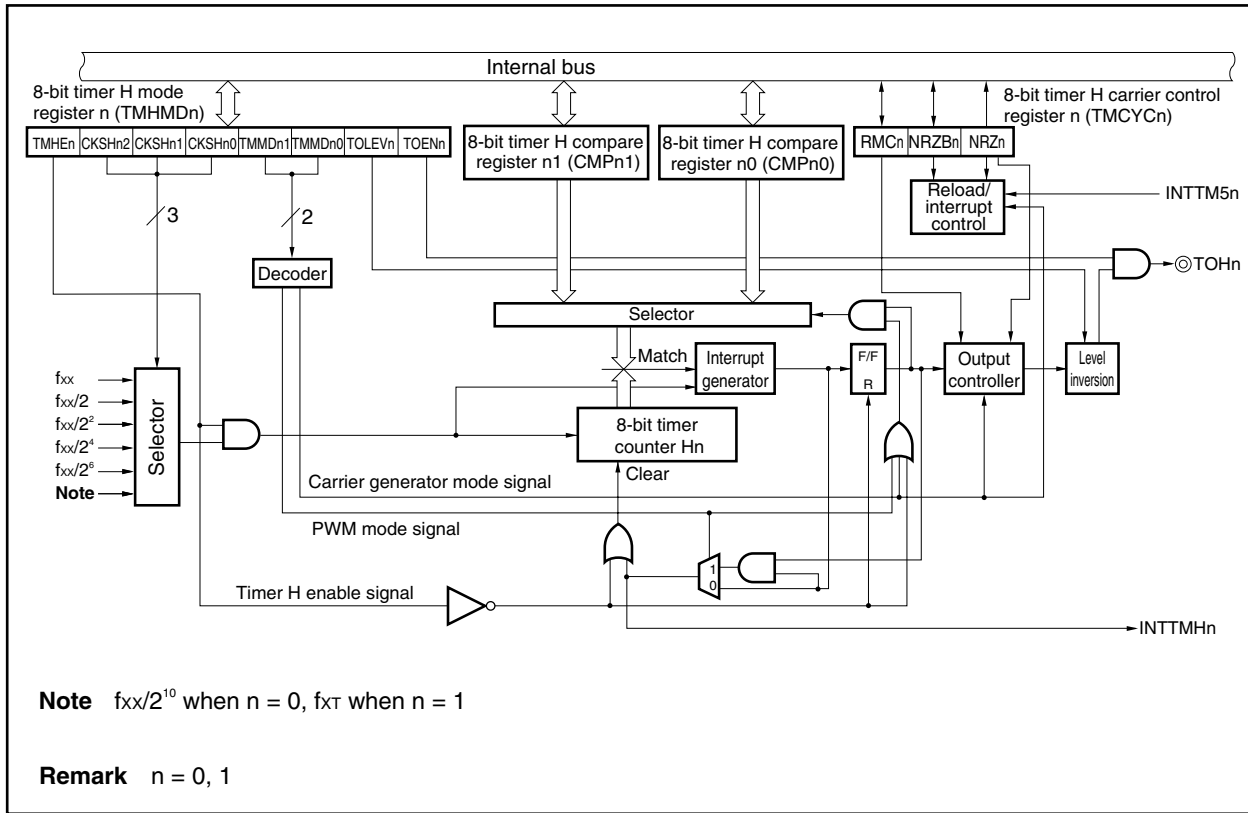 Internal bus
8-bit timer H mode
register n (TMHMDn)
8-bit timer H carrier control
register n (TMCYCn)
TMHEn CKSHn2 CKSHn1 CKSHn0 TMMDn1 TMMDn0 TOLEVn TOENn
8-bit timer H compare
register n1 (CMPn1)
8-bit timer H compare
register n0 (CMPn0)
RMCn NRZBn NRZn
Reload/
interrupt
control
INTTM5n
3
2
Decoder
TOHn
Selector
Match
Interrupt
generator
F/F
R
Output
controller
Level
inversion
fxx
fxx/2
fxx/2²
fxx/2⁴
fxx/2⁶
Note
Selector
8-bit timer
counter Hn
Clear
Carrier generator mode signal
PWM mode signal
1
0
Timer H enable signal
INTTMHn
Note fxx/2¹⁰ when n = 0, fxT when n = 1
Remark n = 0, 1